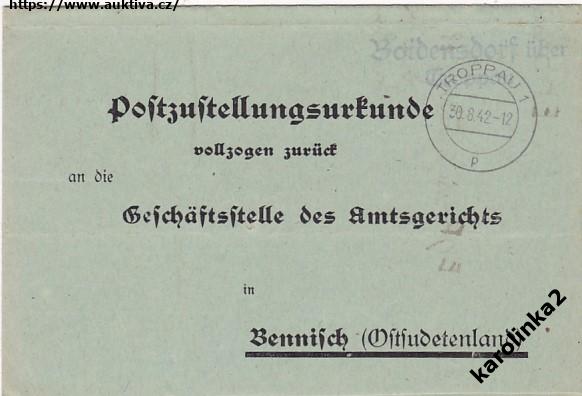 https://www.auktiva.cz/
Boidensdorf über
TROPPAU 1
30.8.42-12
p
Postzustellungsurkunde
vollzogen zurück
an die
Geschäftsstelle des Amtsgerichts
in
Bennisch (Ostsudetenland)
karolinka2